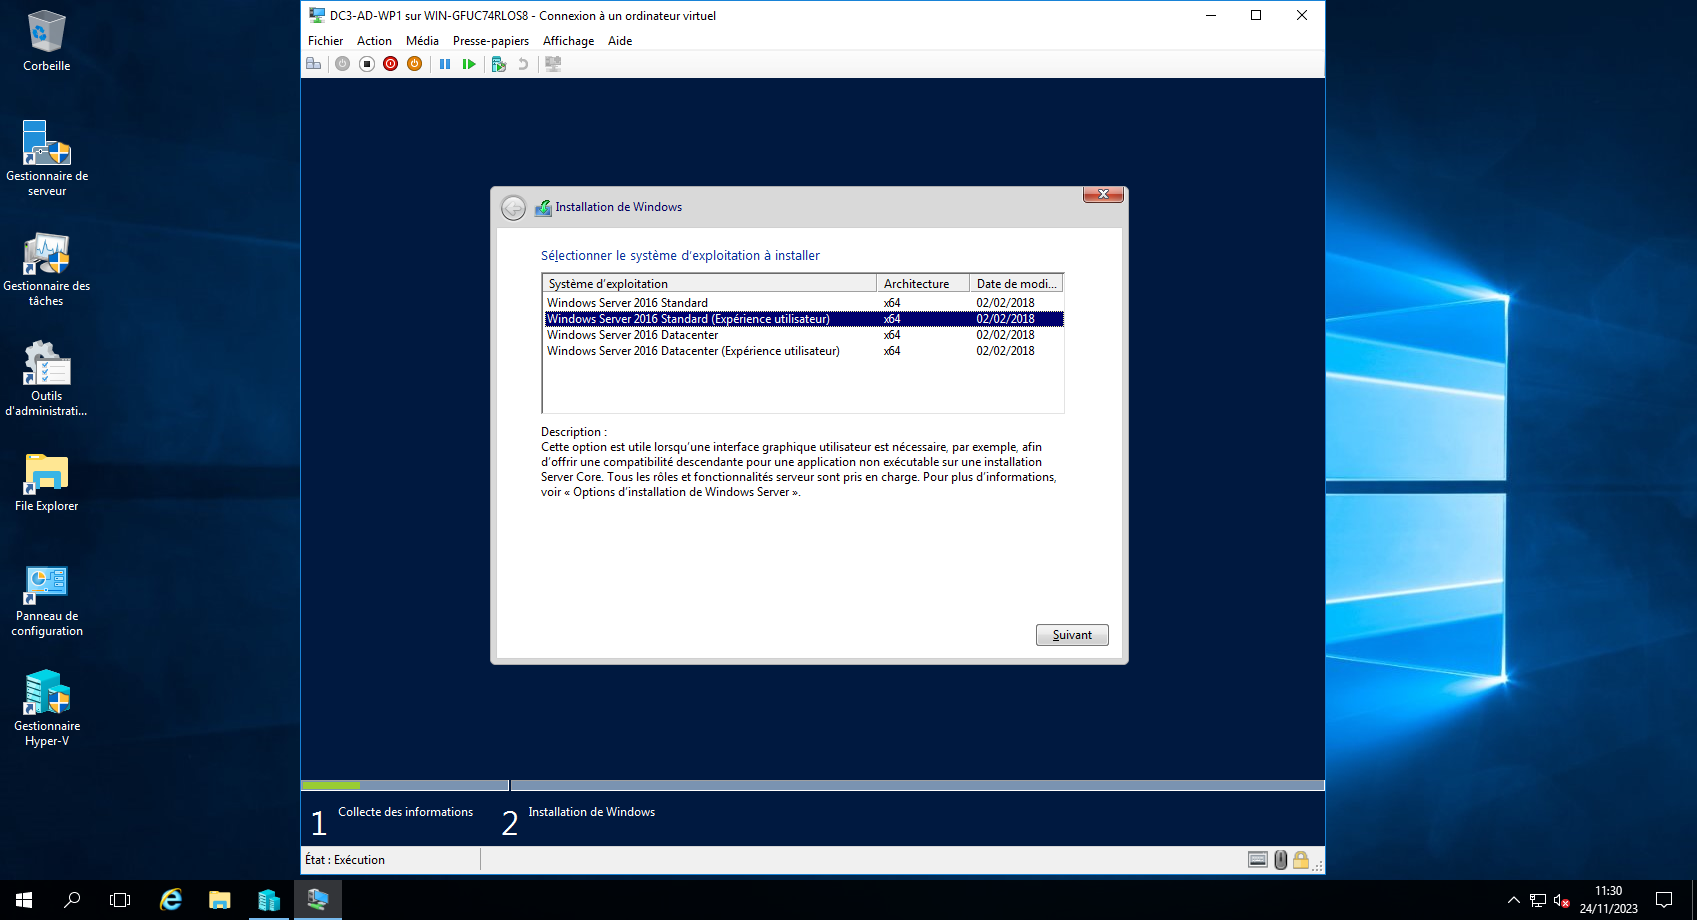 DC3-AD-WP1 sur WIN-GFUC74RLOS8 - Connexion à un ordinateur virtuel
Fichier Action Média Presse-papiers Affichage Aide
Corbeille
Gestionnaire de
serveur
Gestionnaire des
tâches
Outils
d'administrati...
File Explorer
Panneau de
configuration
Gestionnaire
Hyper-V
Installation de Windows
Sélectionner le système d'exploitation à installer
Système d'exploitation Architecture Date de modi...
Windows Server 2016 Standard x64 02/02/2018
Windows Server 2016 Standard (Expérience utilisateur) x64 02/02/2018
Windows Server 2016 Datacenter x64 02/02/2018
Windows Server 2016 Datacenter (Expérience utilisateur) x64 02/02/2018
Description :
Cette option est utile lorsqu'une interface graphique utilisateur est nécessaire, par exemple, afin
d'offrir une compatibilité descendante pour une application non exécutable sur une installation
Server Core. Tous les rôles et fonctionnalités serveur sont pris en charge. Pour plus d'informations,
voir « Options d'installation de Windows Server ».
Suivant
1 Collecte des informations 2 Installation de Windows
État : Exécution
11:30
24/11/2023